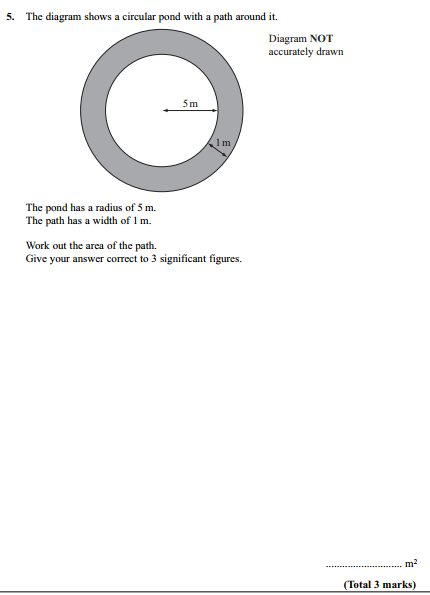 5. The diagram shows a circular pond with a path around it.
Diagram NOT
accurately drawn
5 m
1 m
The pond has a radius of 5 m.
The path has a width of 1 m.
Work out the area of the path.
Give your answer correct to 3 significant figures.
............................ m²
(Total 3 marks)